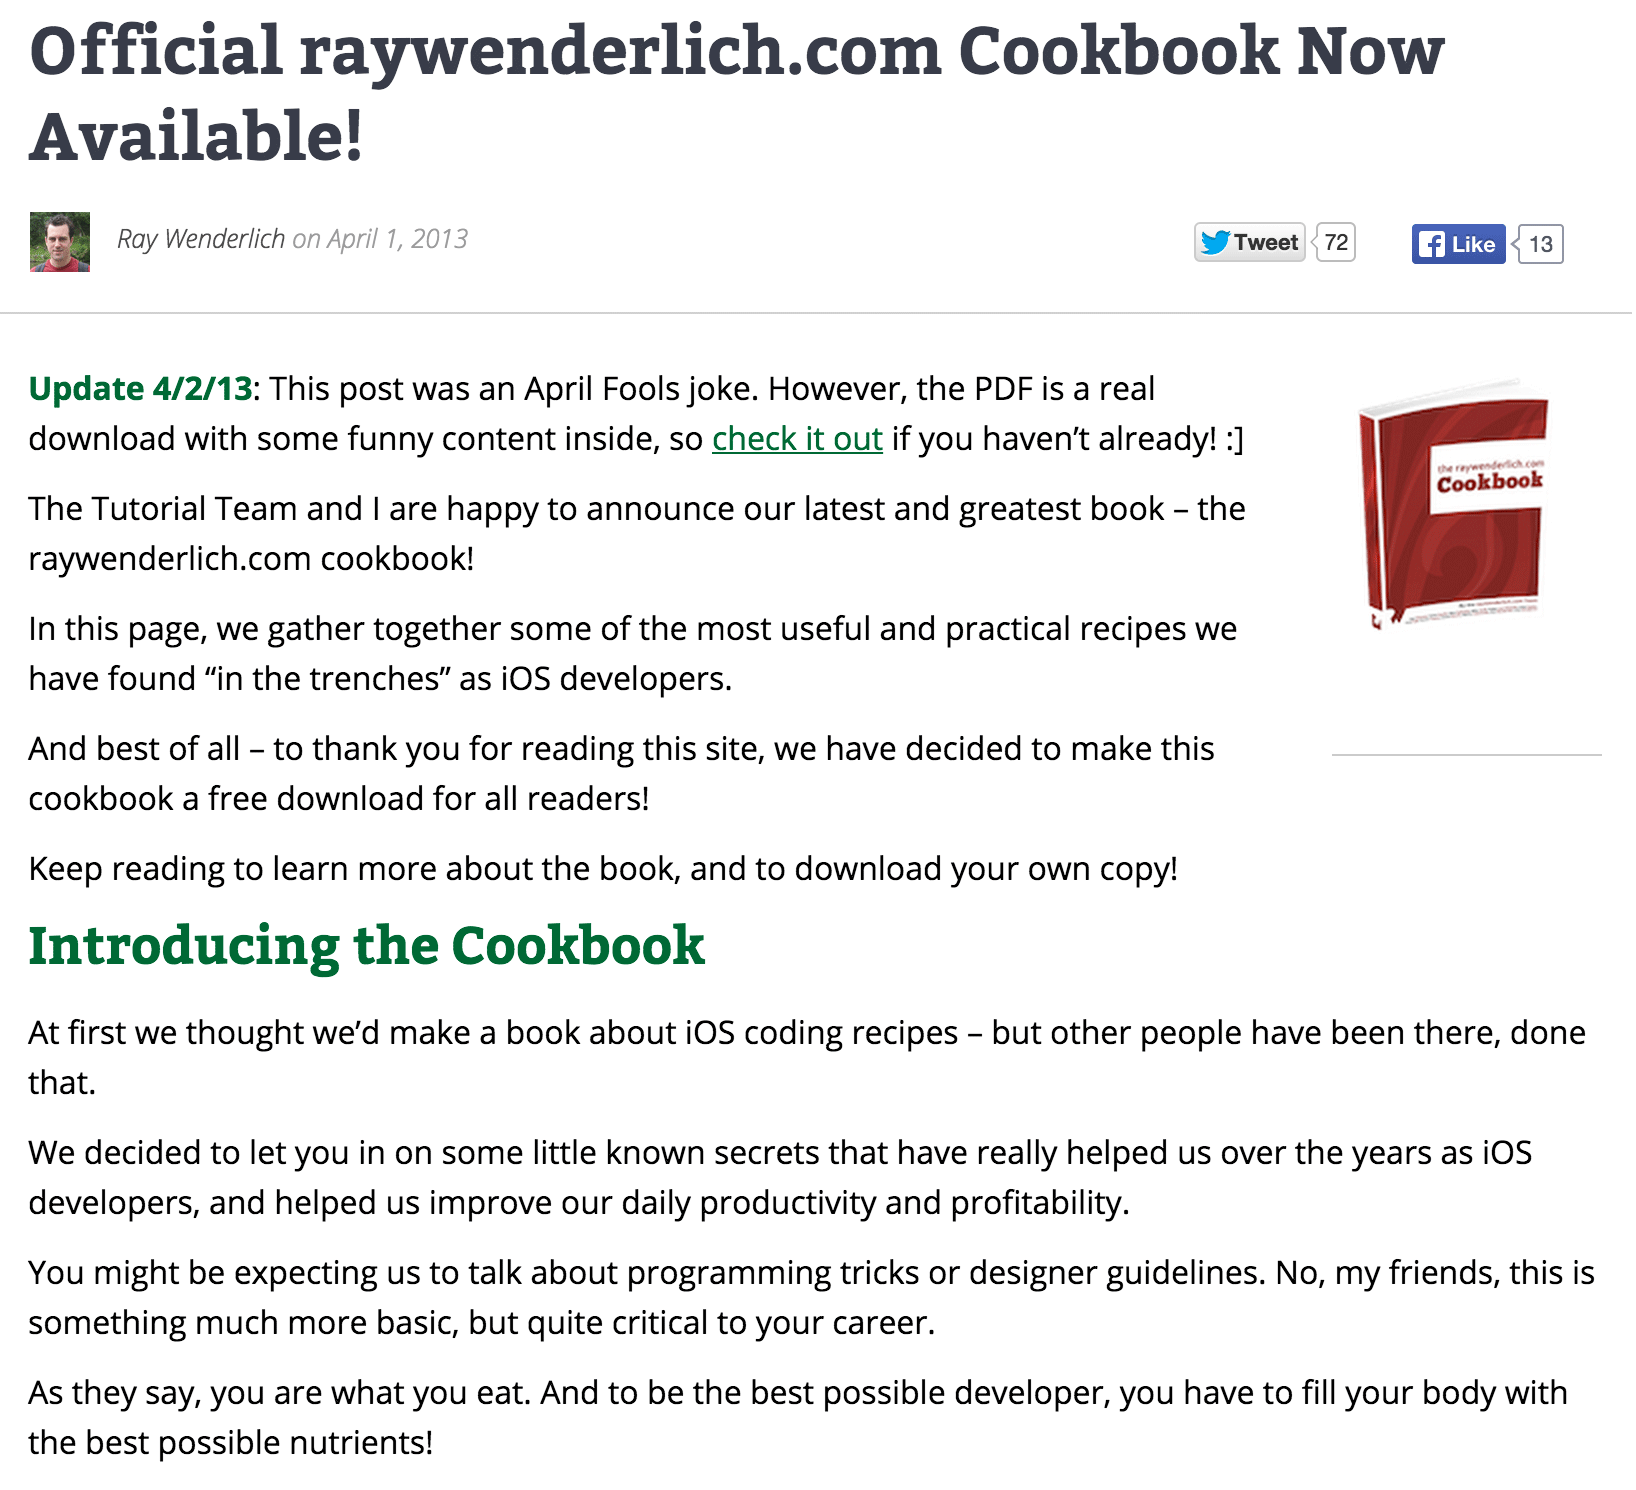 Official raywenderlich.com Cookbook Now
Available!
Ray Wenderlich on April 1, 2013
Tweet 72
Like 13
Update 4/2/13: This post was an April Fools joke. However, the PDF is a real
download with some funny content inside, so check it out if you haven’t already! :]
the raywenderlich.com
Cookbook
The Tutorial Team and I are happy to announce our latest and greatest book – the
raywenderlich.com cookbook!
In this page, we gather together some of the most useful and practical recipes we
have found “in the trenches” as iOS developers.
And best of all – to thank you for reading this site, we have decided to make this
cookbook a free download for all readers!
Keep reading to learn more about the book, and to download your own copy!
Introducing the Cookbook
At first we thought we’d make a book about iOS coding recipes – but other people have been there, done
that.
We decided to let you in on some little known secrets that have really helped us over the years as iOS
developers, and helped us improve our daily productivity and profitability.
You might be expecting us to talk about programming tricks or designer guidelines. No, my friends, this is
something much more basic, but quite critical to your career.
As they say, you are what you eat. And to be the best possible developer, you have to fill your body with
the best possible nutrients!